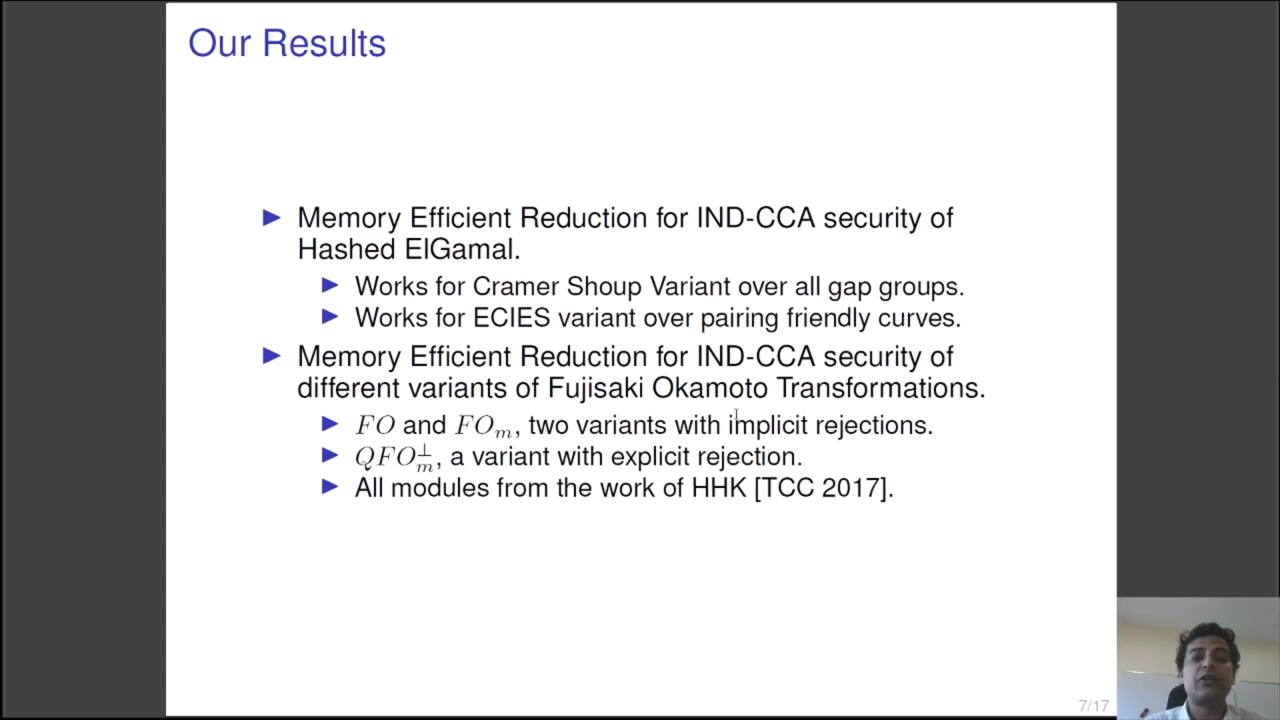 Our Results
▶ Memory Efficient Reduction for IND-CCA security of
Hashed ElGamal.
▶ Works for Cramer Shoup Variant over all gap groups.
▶ Works for ECIES variant over pairing friendly curves.
▶ Memory Efficient Reduction for IND-CCA security of
different variants of Fujisaki Okamoto Transformations.
▶ $FO$ and $FO_m$, two variants with implicit rejections.
▶ $QFO_m^{\perp}$, a variant with explicit rejection.
▶ All modules from the work of HHK [TCC 2017].
7/17